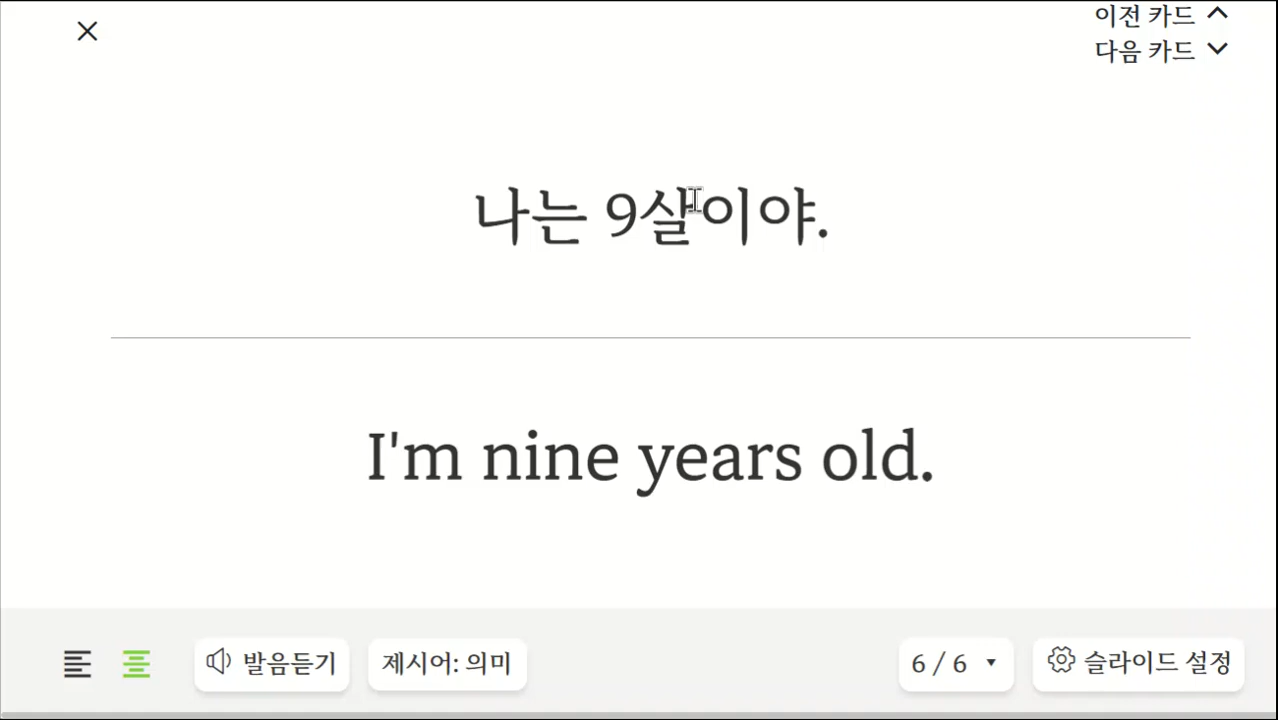 이전 카드
다음 카드
나는 9살이야.
I'm nine years old.
발음듣기
제시어: 의미
6 / 6
슬라이드 설정